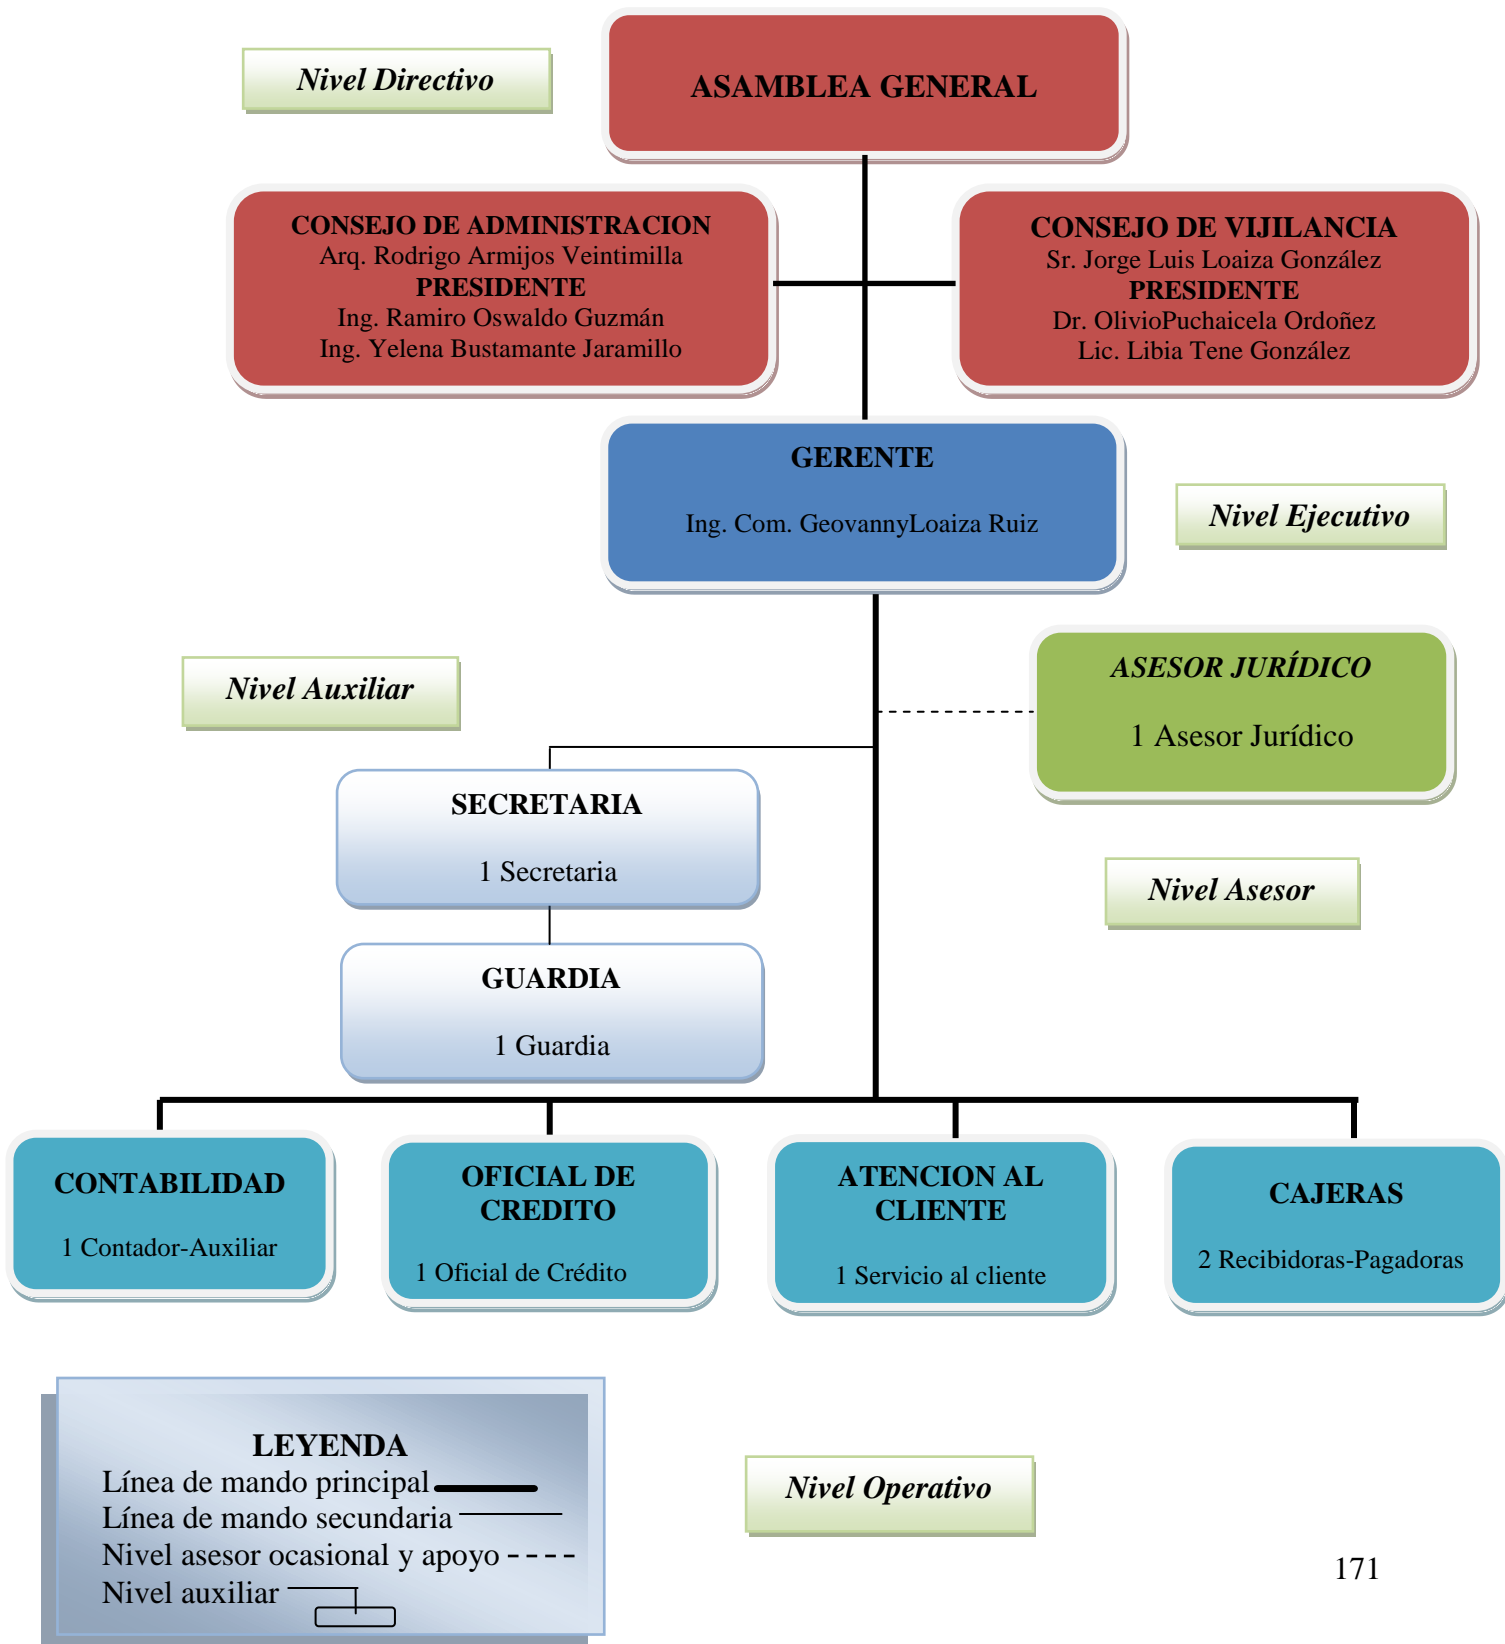 Nivel Directivo
ASAMBLEA GENERAL
CONSEJO DE ADMINISTRACION
Arq. Rodrigo Armijos Veintimilla
PRESIDENTE
Ing. Ramiro Oswaldo Guzmán
Ing. Yelena Bustamante Jaramillo
CONSEJO DE VIJILANCIA
Sr. Jorge Luis Loaiza González
PRESIDENTE
Dr. OlivioPuchaicela Ordoñez
Lic. Libia Tene González
GERENTE
Ing. Com. GeovannyLoaiza Ruiz
Nivel Ejecutivo
Nivel Auxiliar
ASESOR JURÍDICO
1 Asesor Jurídico
SECRETARIA
1 Secretaria
Nivel Asesor
GUARDIA
1 Guardia
CONTABILIDAD
1 Contador-Auxiliar
OFICIAL DE
CREDITO
1 Oficial de Crédito
ATENCION AL
CLIENTE
1 Servicio al cliente
CAJERAS
2 Recibidoras-Pagadoras
LEYENDA
Línea de mando principal
Línea de mando secundaria
Nivel asesor ocasional y apoyo
Nivel auxiliar
Nivel Operativo
171